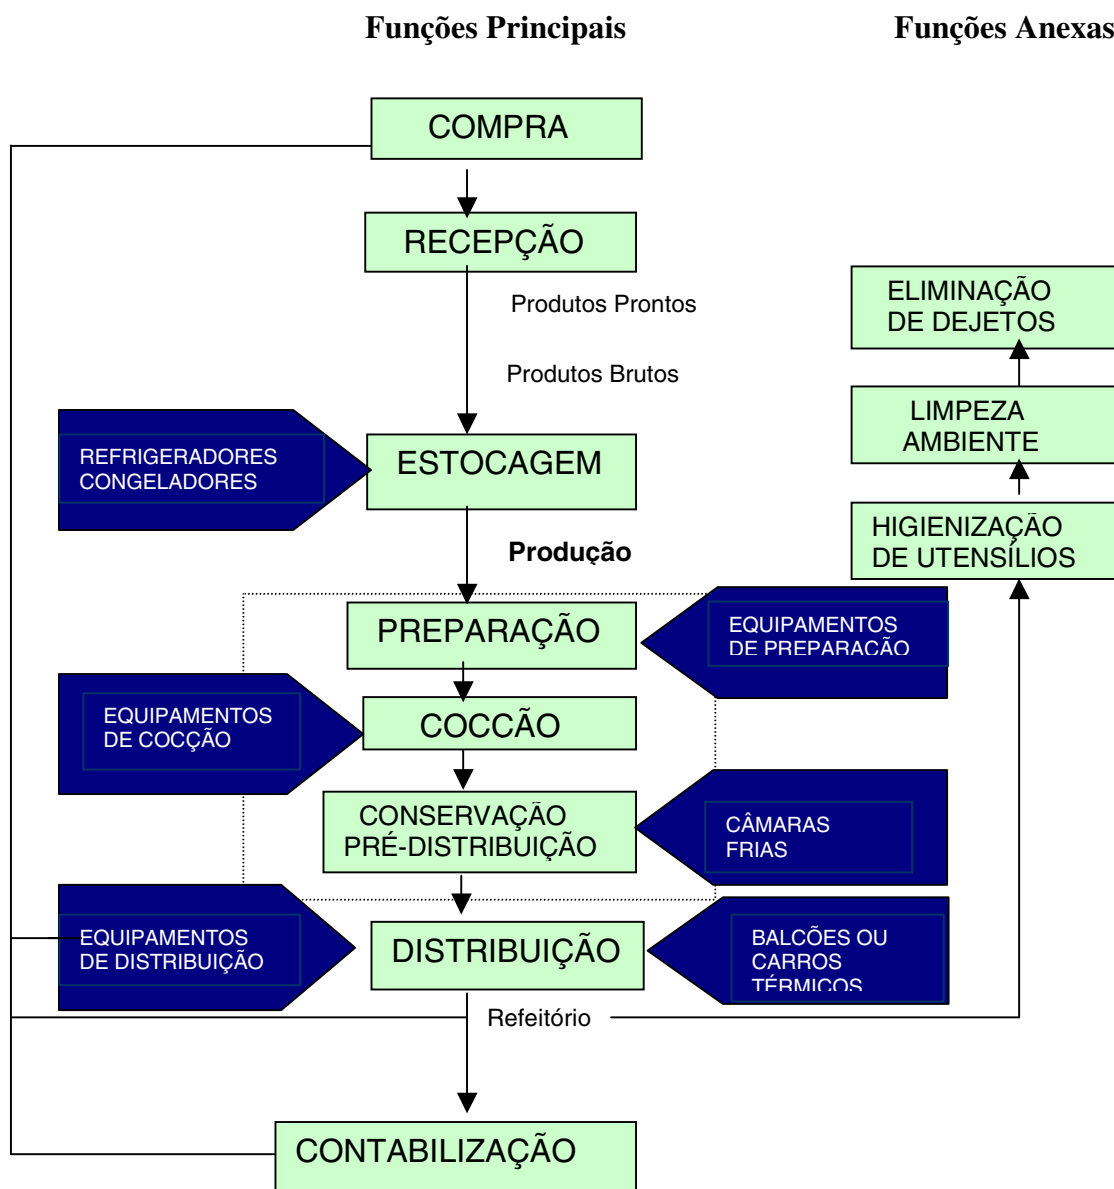 Funções Principais
Funções Anexas
COMPRA
RECEPÇÃO
Produtos Prontos
Produtos Brutos
ELIMINAÇÃO
DE DEJETOS
LIMPEZA
AMBIENTE
REFRIGERADORES
CONGELADORES
ESTOCAGEM
HIGIENIZAÇÃO
DE UTENSÍLIOS
Produção
PREPARAÇÃO
EQUIPAMENTOS
DE PREPARAÇÃO
EQUIPAMENTOS
DE COCÇÃO
COCCÃO
CONSERVAÇÃO
PRÉ-DISTRIBUIÇÃO
CÂMARAS
FRIAS
EQUIPAMENTOS
DE DISTRIBUIÇÃO
DISTRIBUIÇÃO
BALCÕES OU
CARROS
TÉRMICOS
Refeitório
CONTABILIZAÇÃO